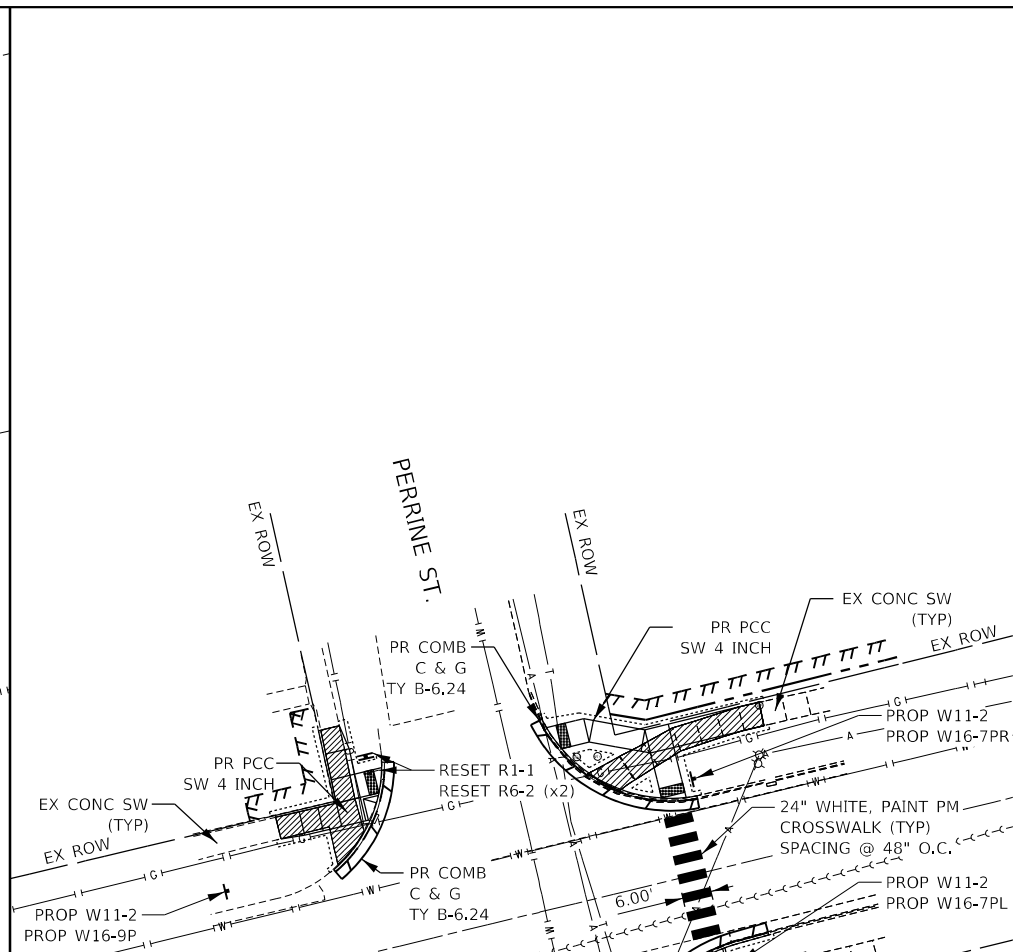 EX ROW
PERRINE ST.
EX ROW
EX CONC SW
(TYP)
EX ROW
PR PCC
SW 4 INCH
PR COMB
C & G
TY B-6.24
PROP W11-2
PROP W16-7PR
RESET R1-1
RESET R6-2 (x2)
PR PCC
SW 4 INCH
EX CONC SW
(TYP)
EX ROW
24" WHITE, PAINT PM
CROSSWALK (TYP)
SPACING @ 48" O.C.
PR COMB
C & G
TY B-6.24
6.00'
PROP W11-2
PROP W16-7PL
PROP W11-2
PROP W16-9P
G
G
G
G
G
G
W
W
W
W
W
W
A
A
A
A
T
T
M
M